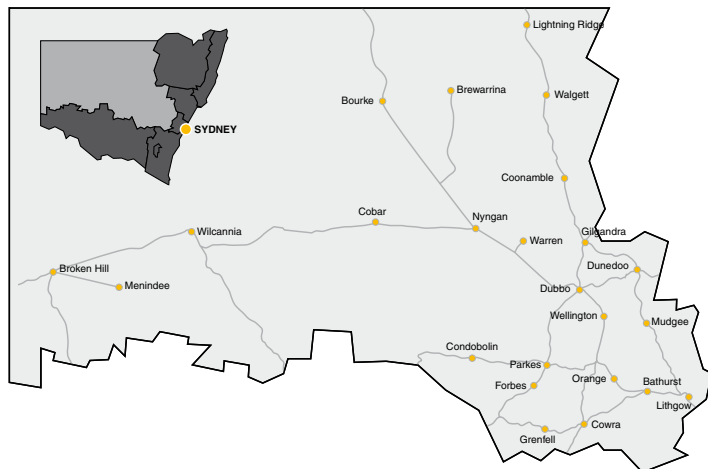 Lightning Ridge
Brewarrina
Walgett
Bourke
SYDNEY
Coonamble
Cobar
Nyngan
Wilcannia
Gilgandra
Warren
Broken Hill
Dunedoo
Menindee
Dubbo
Wellington
Mudgee
Condobolin
Parkes
Orange
Bathurst
Forbes
Lithgow
Cowra
Grenfell